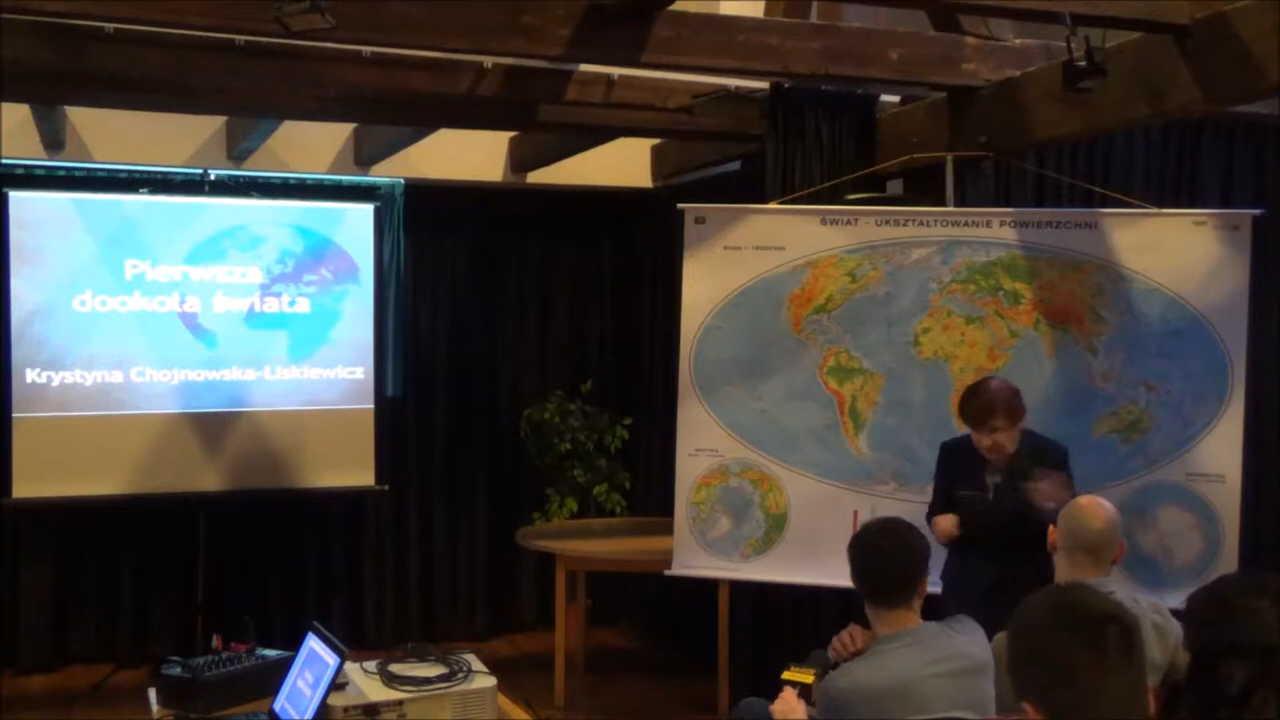 Pierwsza
dookoła świata
Krystyna Chojnowska-Liskiewicz
ŚWIAT - UKSZTAŁTOWANIE POWIERZCHNI